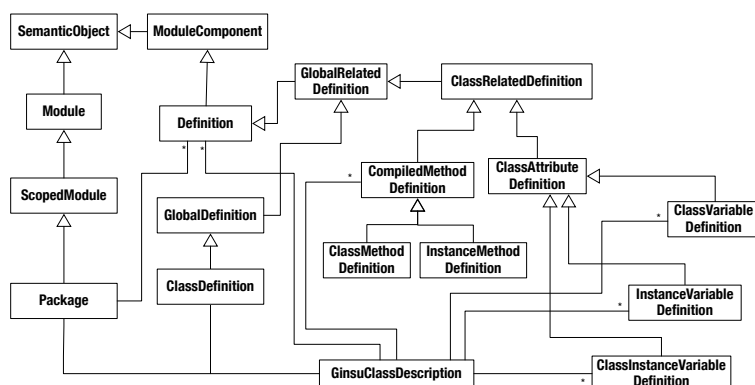 SemanticObject
ModuleComponent
GlobalRelated
Definition
ClassRelatedDefinition
Module
Definition
*
*
CompiledMethod
Definition
*
ClassAttribute
Definition
ScopedModule
GlobalDefinition
ClassVariable
Definition
*
ClassMethod
Definition
InstanceMethod
Definition
Package
ClassDefinition
InstanceVariable
Definition
*
GinsuClassDescription
ClassInstanceVariable
Definition
*